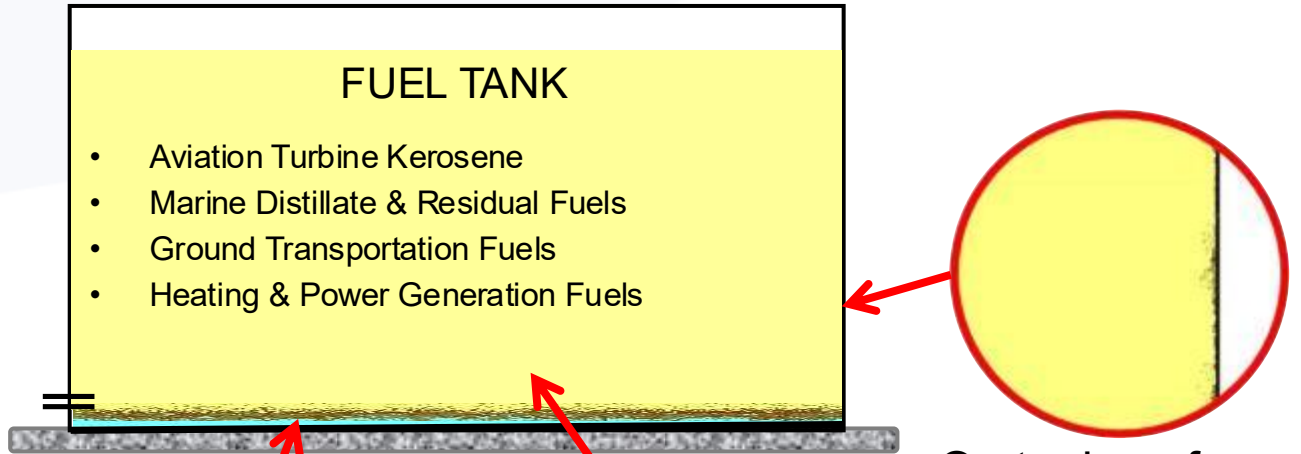 FUEL TANK
• Aviation Turbine Kerosene
• Marine Distillate & Residual Fuels
• Ground Transportation Fuels
• Heating & Power Generation Fuels